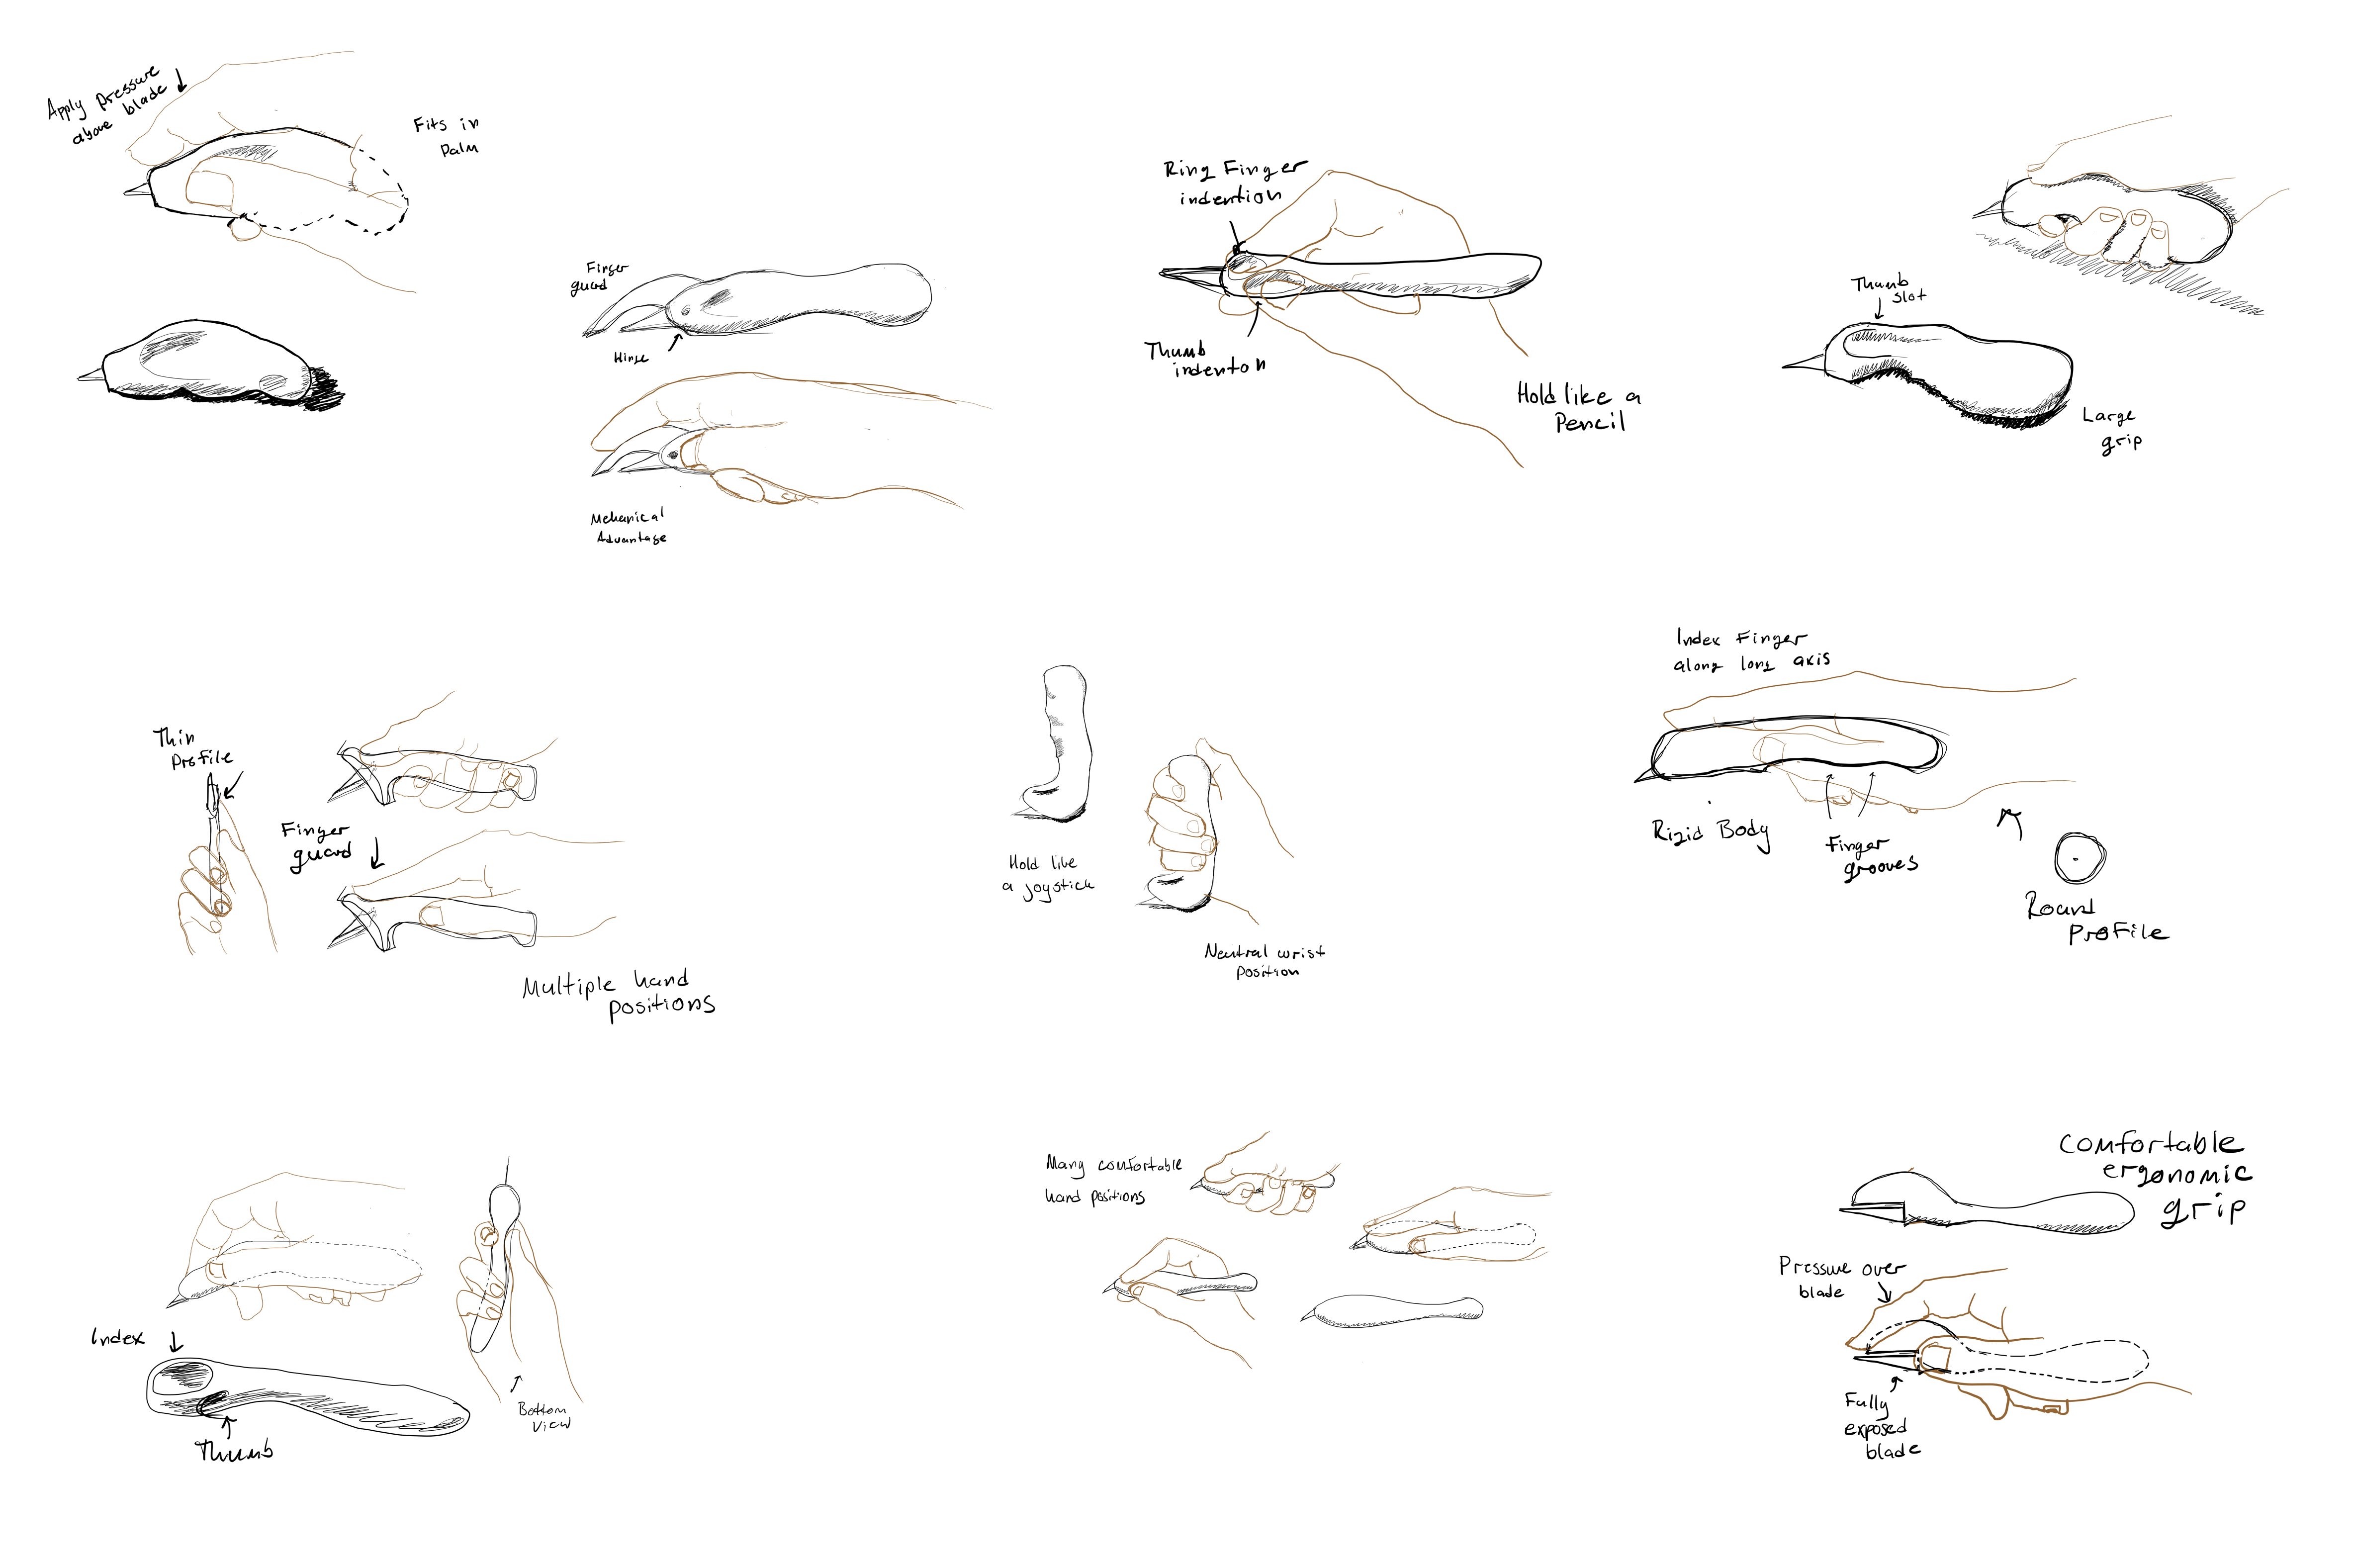 Apply Pressure
above blade
Fits in
Palm
Finger
guard
Hinge
Mehanical
Advantage
Ring Finger
indention
Thumb
indenton
Hold like a
Pencil
Thumb
slot
Large
grip
Thin
Profile
Finger
guard
Multiple hand
positions
Hold like
a joystick
Neutral wrist
Position
Index Finger
along long axis
Rigid Body
Finger
grooves
Round
Profile
Index
Thumb
Bottom
View
Many comfortable
hand positions
Comfortable
ergonomic
grip
Pressure over
blade
Fully
exposed
blade